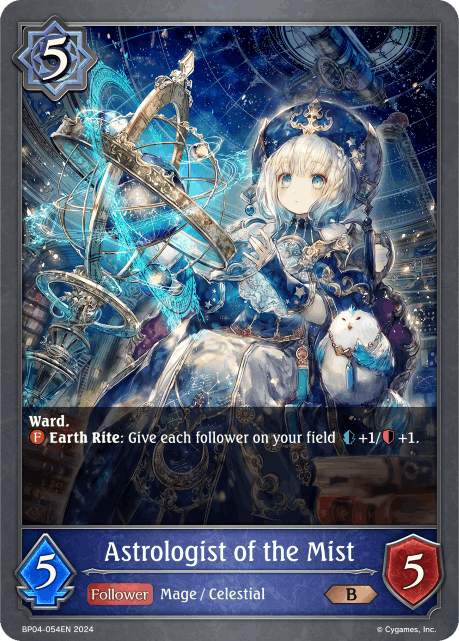 5
Ward.
F Earth Rite: Give each follower on your field +1/+1.
Astrologist of the Mist
5
Follower Mage / Celestial
B
5
BP04-054EN 2024
© Cygames, Inc.